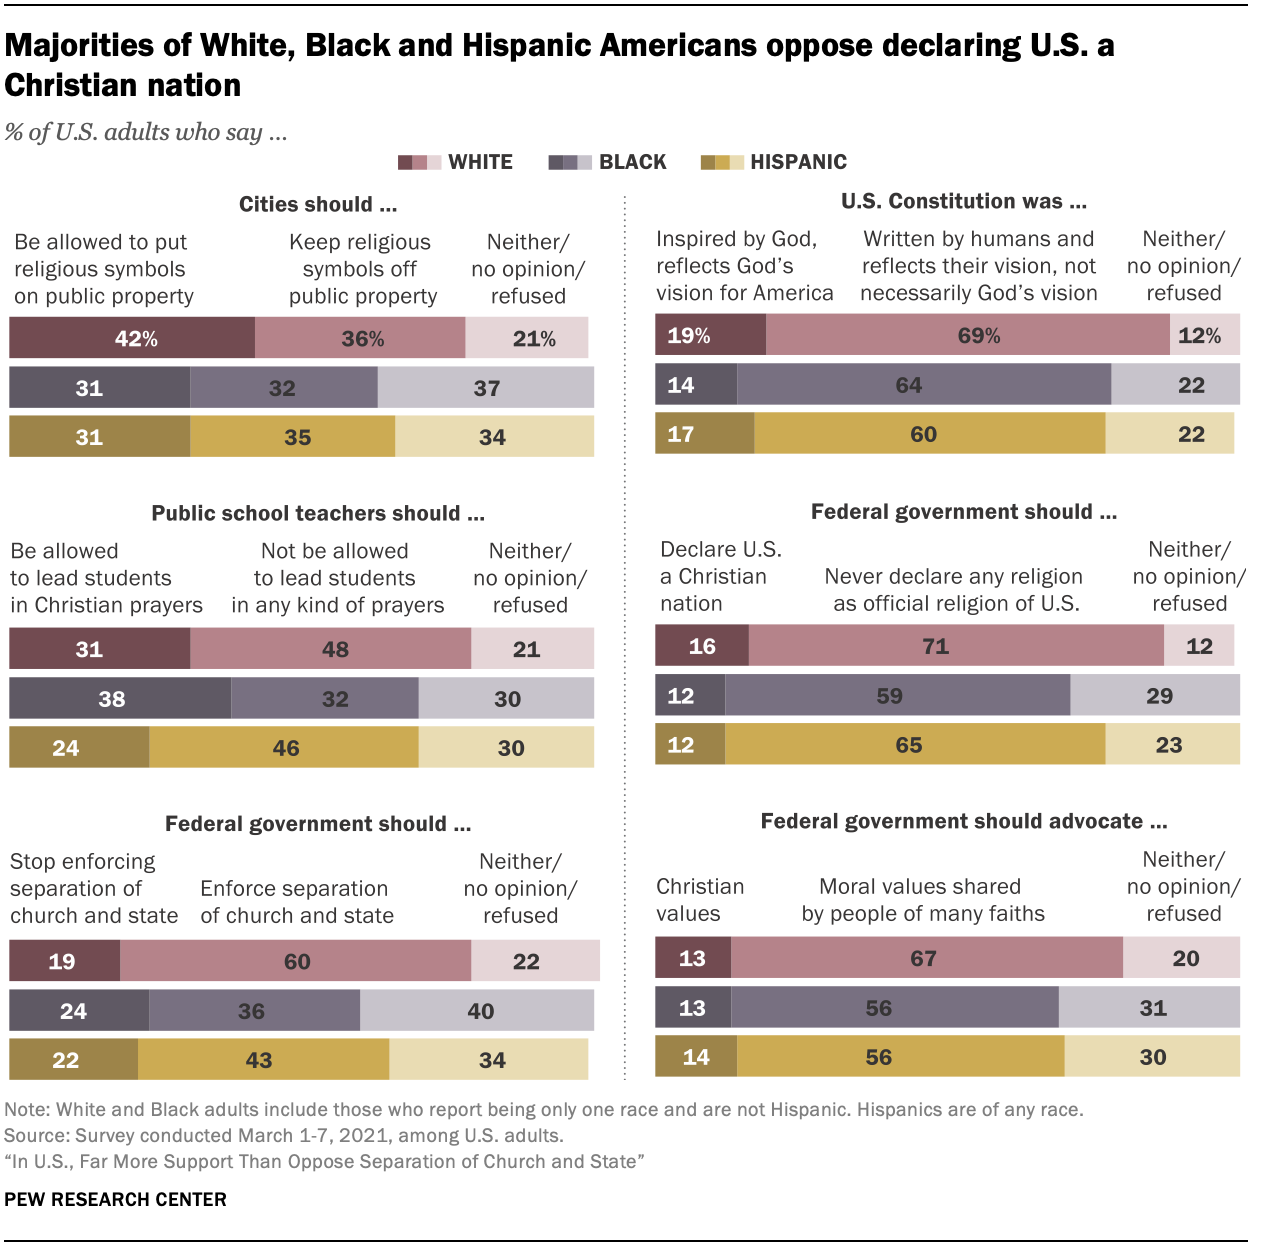 Majorities of White, Black and Hispanic Americans oppose declaring U.S. a
Christian nation
% of U.S. adults who say ...
WHITE BLACK HISPANIC
Cities should ...
Be allowed to put
religious symbols
on public property
Keep religious
symbols off
public property
Neither/
no opinion/
refused
42% 36% 21%
31 32 37
31 35 34
Public school teachers should ...
Be allowed
to lead students
in Christian prayers
Not be allowed
to lead students
in any kind of prayers
Neither/
no opinion/
refused
31 48 21
38 32 30
24 46 30
Federal government should ...
Stop enforcing
separation of
church and state
Enforce separation
of church and state
Neither/
no opinion/
refused
19 60 22
24 36 40
22 43 34
U.S. Constitution was ...
Inspired by God,
reflects God's
vision for America
Written by humans and
reflects their vision, not
necessarily God's vision
Neither/
no opinion/
refused
19% 69% 12%
14 64 22
17 60 22
Federal government should ...
Declare U.S.
a Christian
nation
Never declare any religion
as official religion of U.S.
Neither/
no opinion/
refused
16 71 12
12 59 29
12 65 23
Federal government should advocate ...
Christian
values
Moral values shared
by people of many faiths
Neither/
no opinion/
refused
13 67 20
13 56 31
14 56 30
Note: White and Black adults include those who report being only one race and are not Hispanic. Hispanics are of any race.
Source: Survey conducted March 1-7, 2021, among U.S. adults.
“In U.S., Far More Support Than Oppose Separation of Church and State”
PEW RESEARCH CENTER